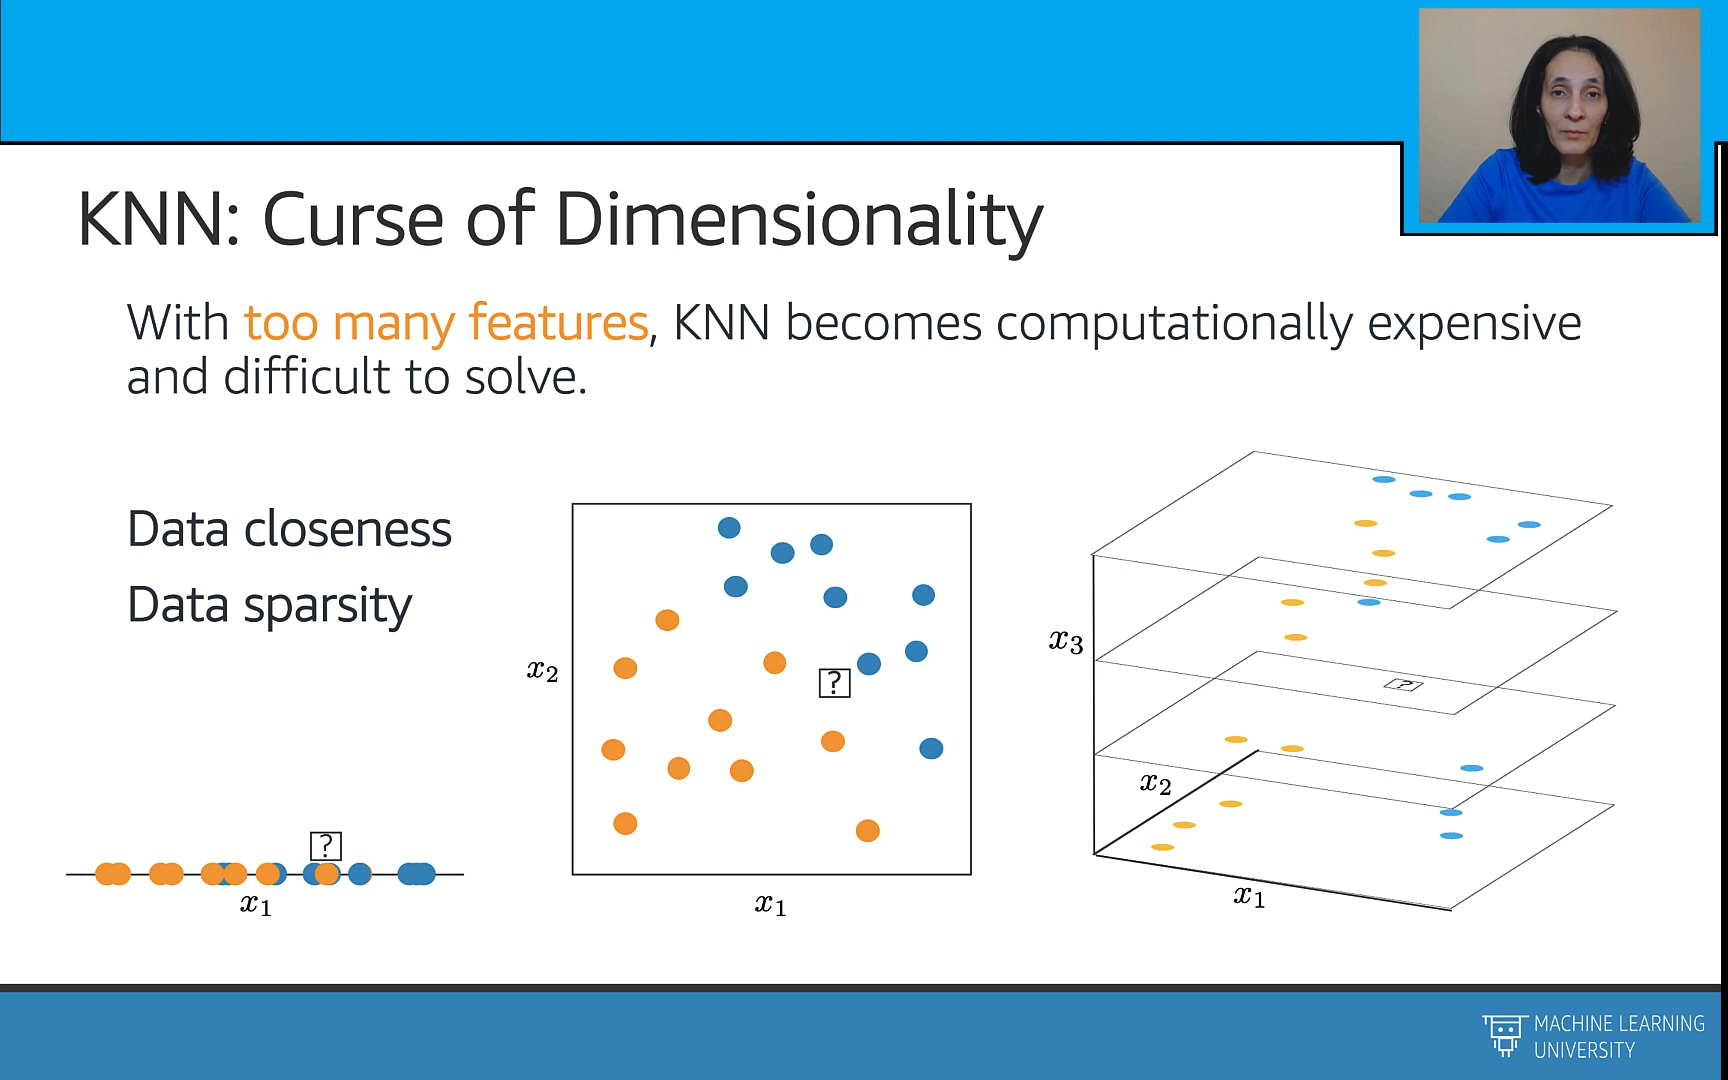 KNN: Curse of Dimensionality
With too many features, KNN becomes computationally expensive
and difficult to solve.
Data closeness
Data sparsity
?
x1
x2
?
x1
x3
?
x2
x1
MACHINE LEARNING
UNIVERSITY